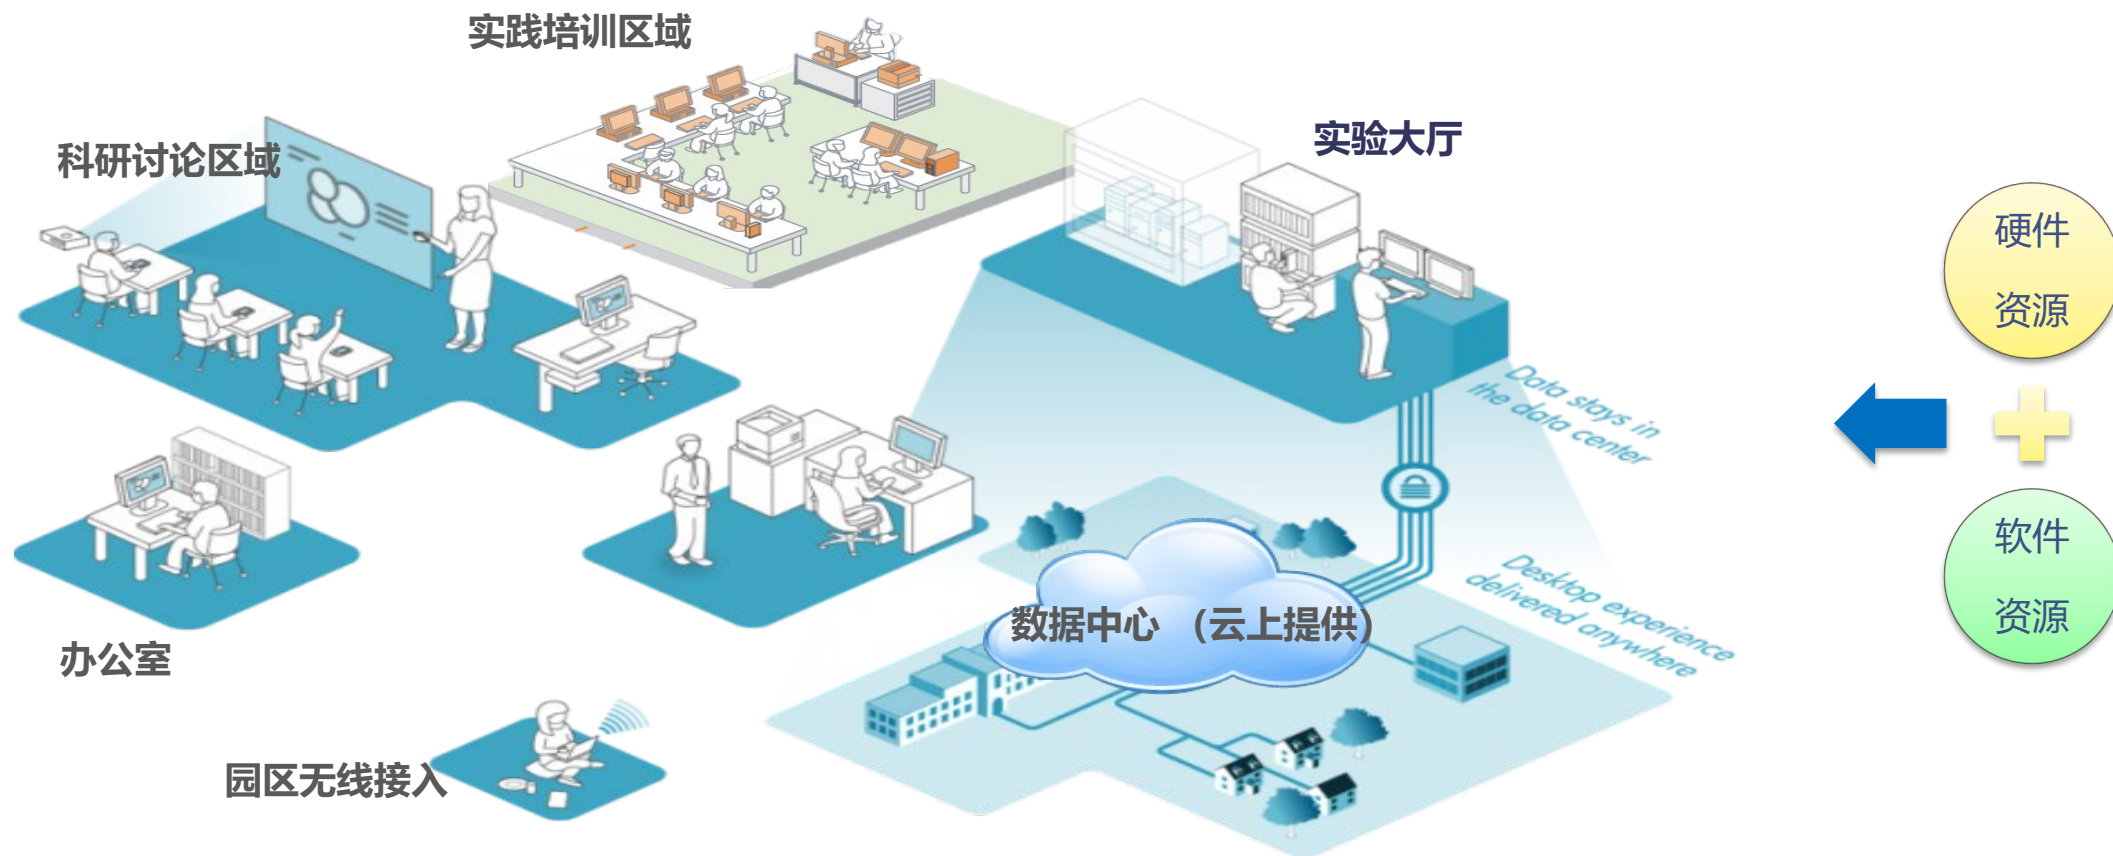 实践培训区域
科研讨论区域
实验大厅
硬件
资源
Data stays in
the data center
软件
资源
Desktop experience
delivered anywhere
数据中心 （云上提供）
办公室
园区无线接入